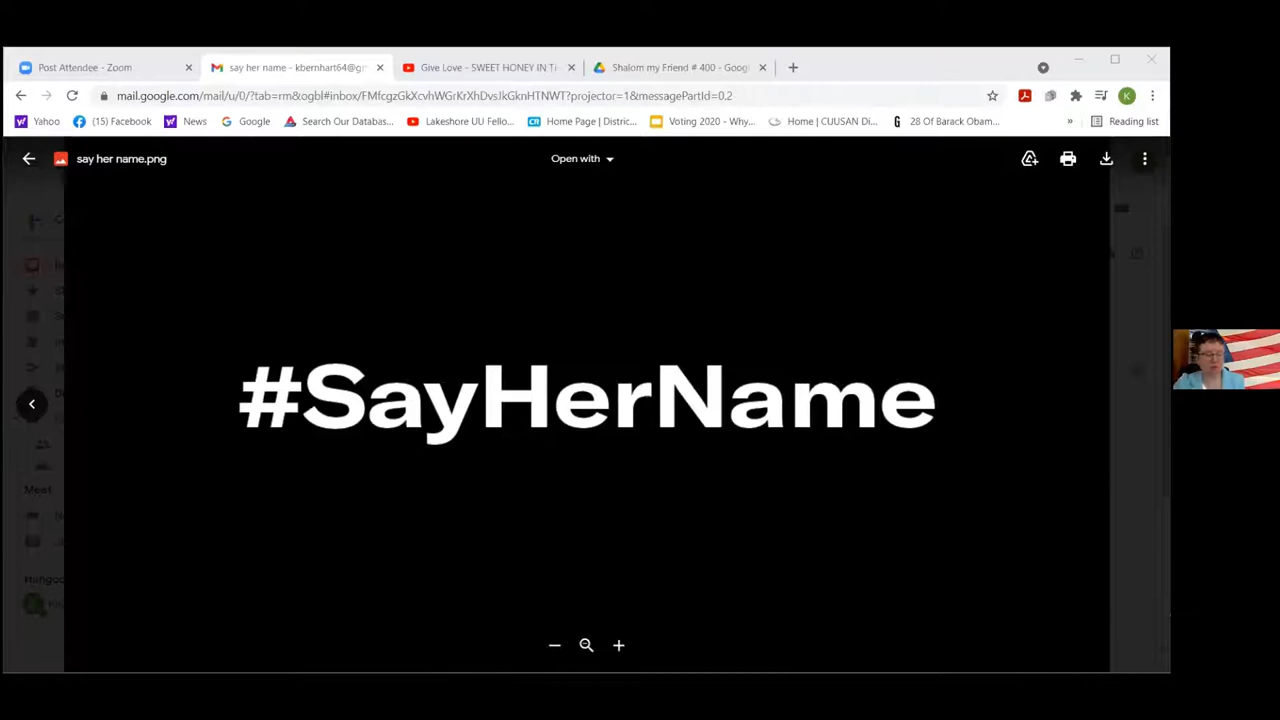 Post Attendee - Zoom
say her name - kbernhart64@gr
Give Love - SWEET HONEY IN T
Shalom my Friend # 400 - Goog
mail.google.com/mail/u/0/?tab=rm&ogbl#inbox/FMfcgzGkXcvhWGrKrXhDvsJkGknHTNWT?projector=1&messagePartId=0.2
Yahoo (15) Facebook News Google Search Our Databas... Lakeshore UU Fello... Home Page | Distric... Voting 2020 - Why... Home | CUUSAN Di... 28 Of Barack Obam... » Reading list
say her name.png Open with
#SayHerName
Meet